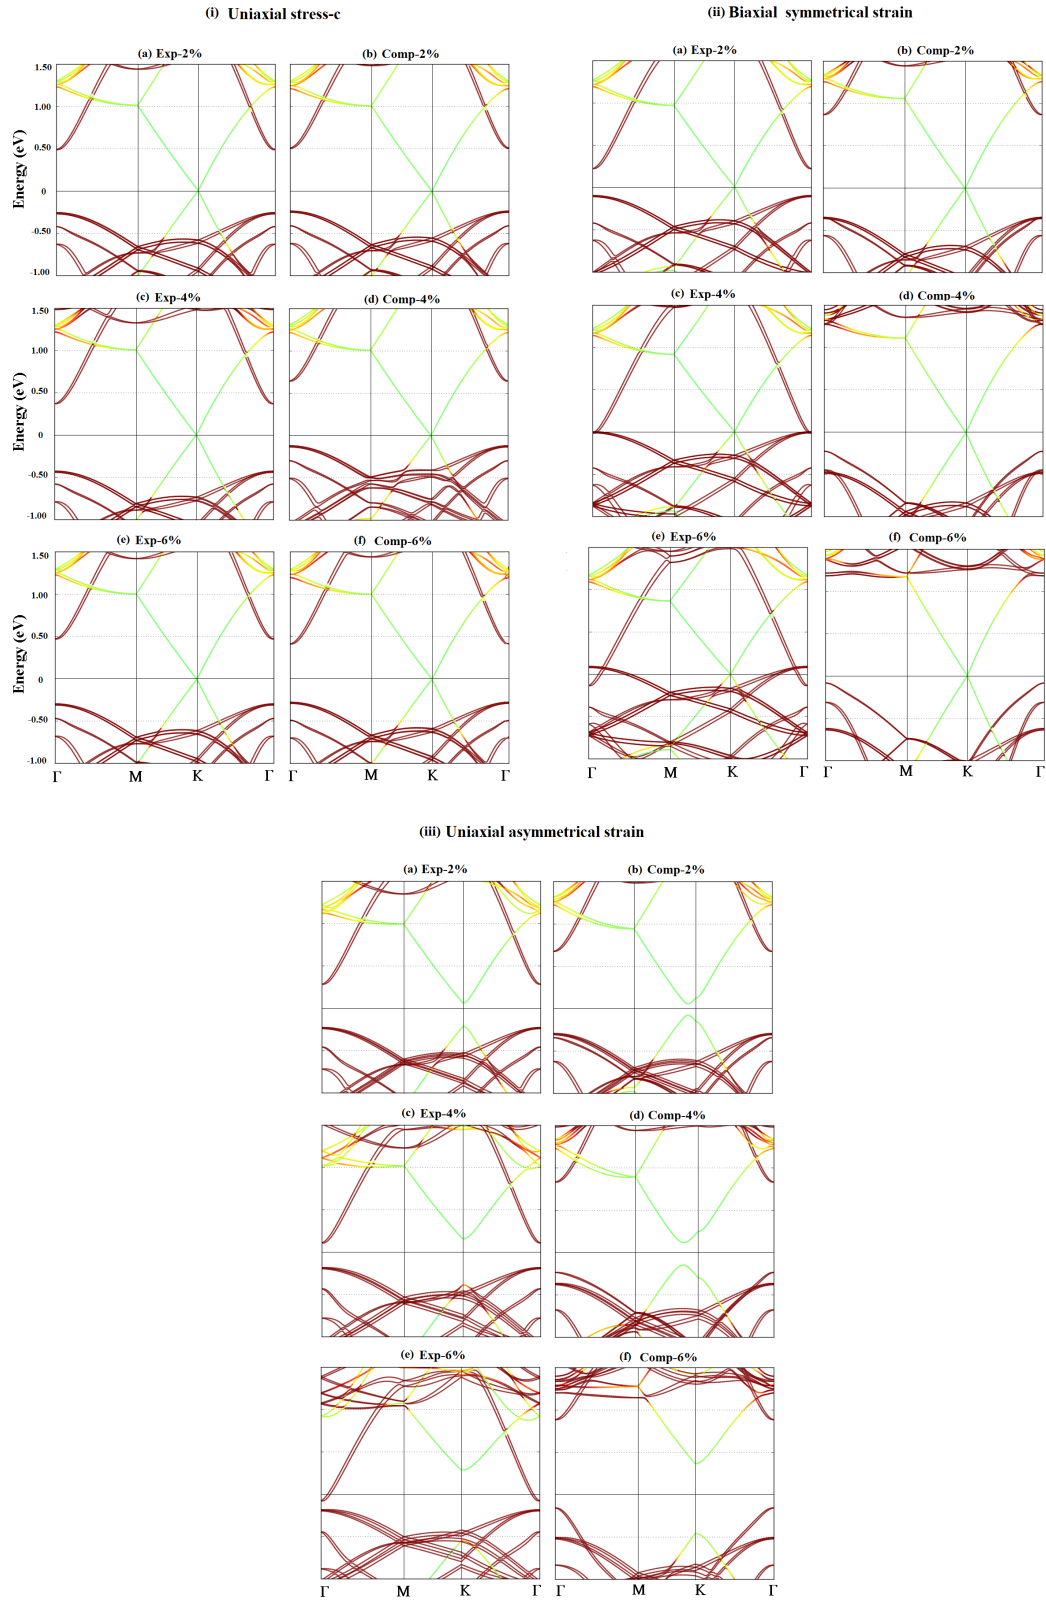 (i) Uniaxial stress-c
(ii) Biaxial symmetrical strain
(a) Exp-2%
(b) Comp-2%
(a) Exp-2%
(b) Comp-2%
1.50
1.00
0.50
0
-0.50
-1.00
Energy (eV)
(c) Exp-4%
(d) Comp-4%
(c) Exp-4%
(d) Comp-4%
1.50
1.00
0.50
0
-0.50
-1.00
Energy (eV)
(e) Exp-6%
(f) Comp-6%
(e) Exp-6%
(f) Comp-6%
1.50
1.00
0.50
0
-0.50
-1.00
Energy (eV)
Γ M K Γ
Γ M K Γ
Γ M K Γ
Γ M K Γ
(iii) Uniaxial asymmetrical strain
(a) Exp-2%
(b) Comp-2%
(c) Exp-4%
(d) Comp-4%
(e) Exp-6%
(f) Comp-6%
Γ M K Γ
Γ M K Γ